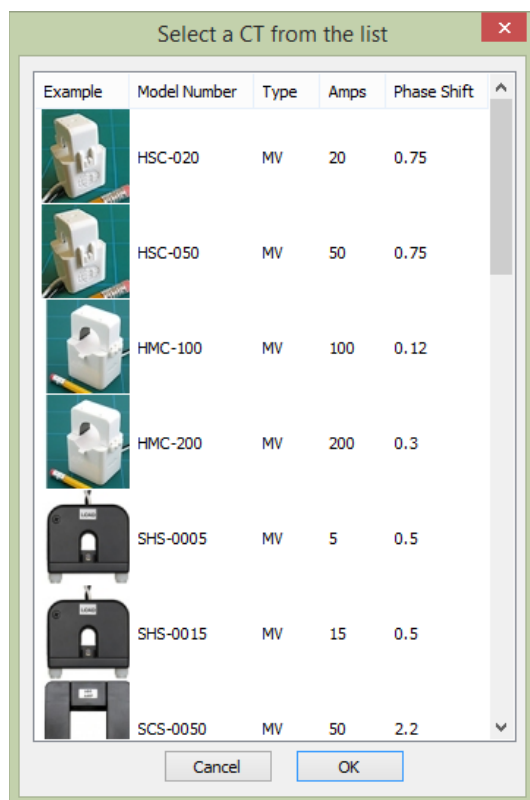 Select a CT from the list
Example Model Number Type Amps Phase Shift
HSC-020 MV 20 0.75
HSC-050 MV 50 0.75
HMC-100 MV 100 0.12
HMC-200 MV 200 0.3
LOAD
SHS-0005 MV 5 0.5
LOAD
SHS-0015 MV 15 0.5
SCS-0050 MV 50 2.2
Cancel OK